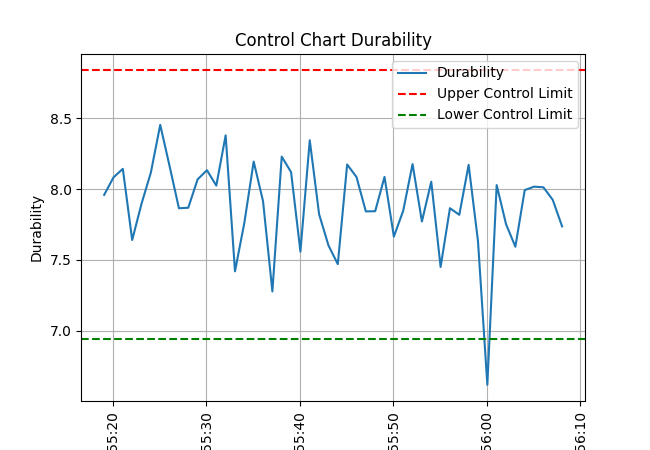 Control Chart Durability
Durability
Upper Control Limit
Lower Control Limit
8.5
8.0
7.5
7.0
Durability
55:20
55:30
55:40
55:50
56:00
56:10